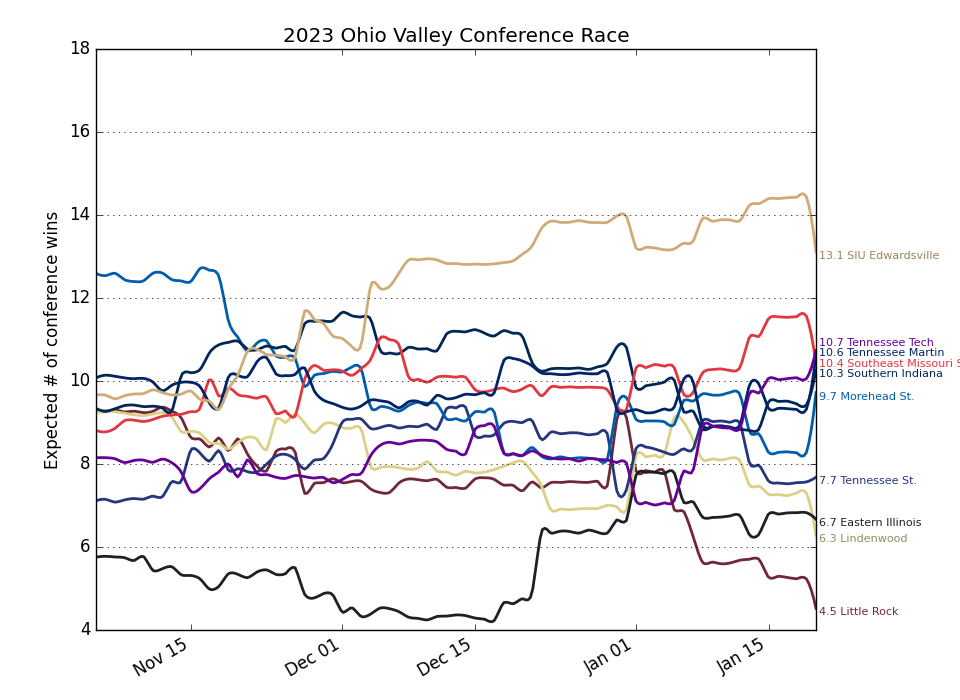 2023 Ohio Valley Conference Race
Expected # of conference wins
18
16
14
12
10
8
6
4
13.1 SIU Edwardsville
10.7 Tennessee Tech
10.6 Tennessee Martin
10.4 Southeast Missouri S
10.3 Southern Indiana
9.7 Morehead St.
7.7 Tennessee St.
6.7 Eastern Illinois
6.3 Lindenwood
4.5 Little Rock
Nov 15
Dec 01
Dec 15
Jan 01
Jan 15